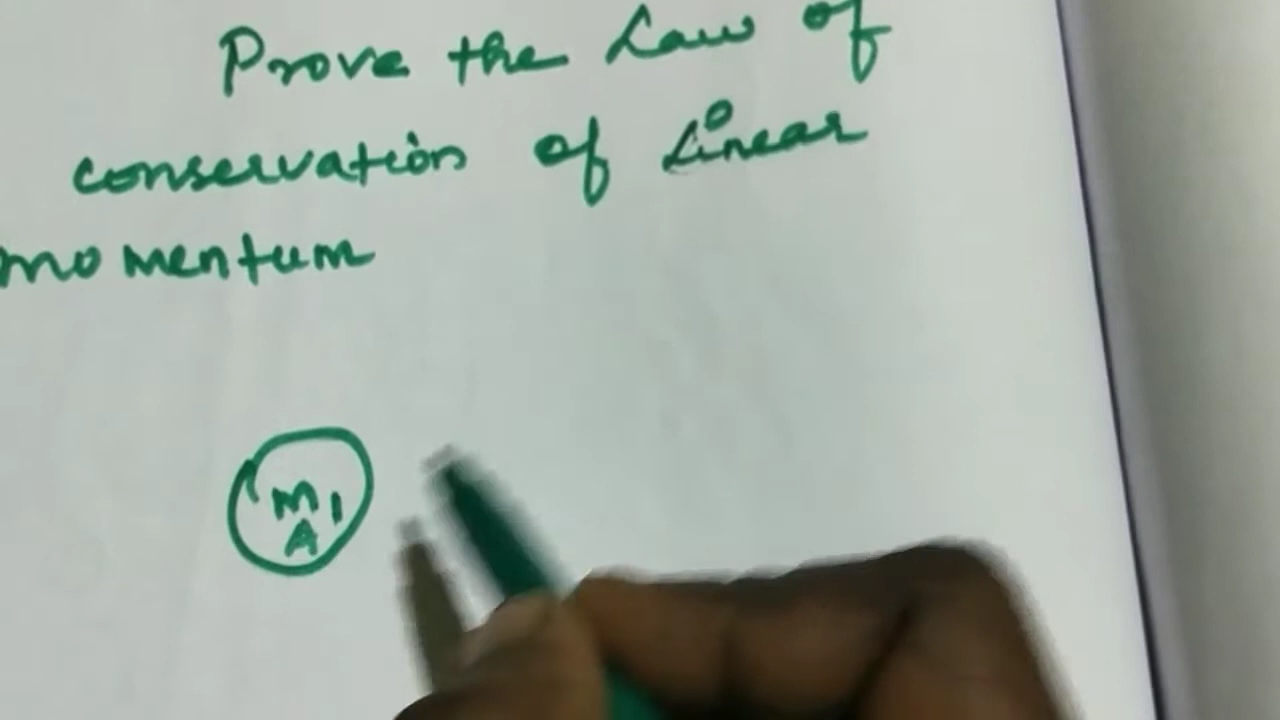 Prove the Law of
conservation of Linear
momentum
M1
A